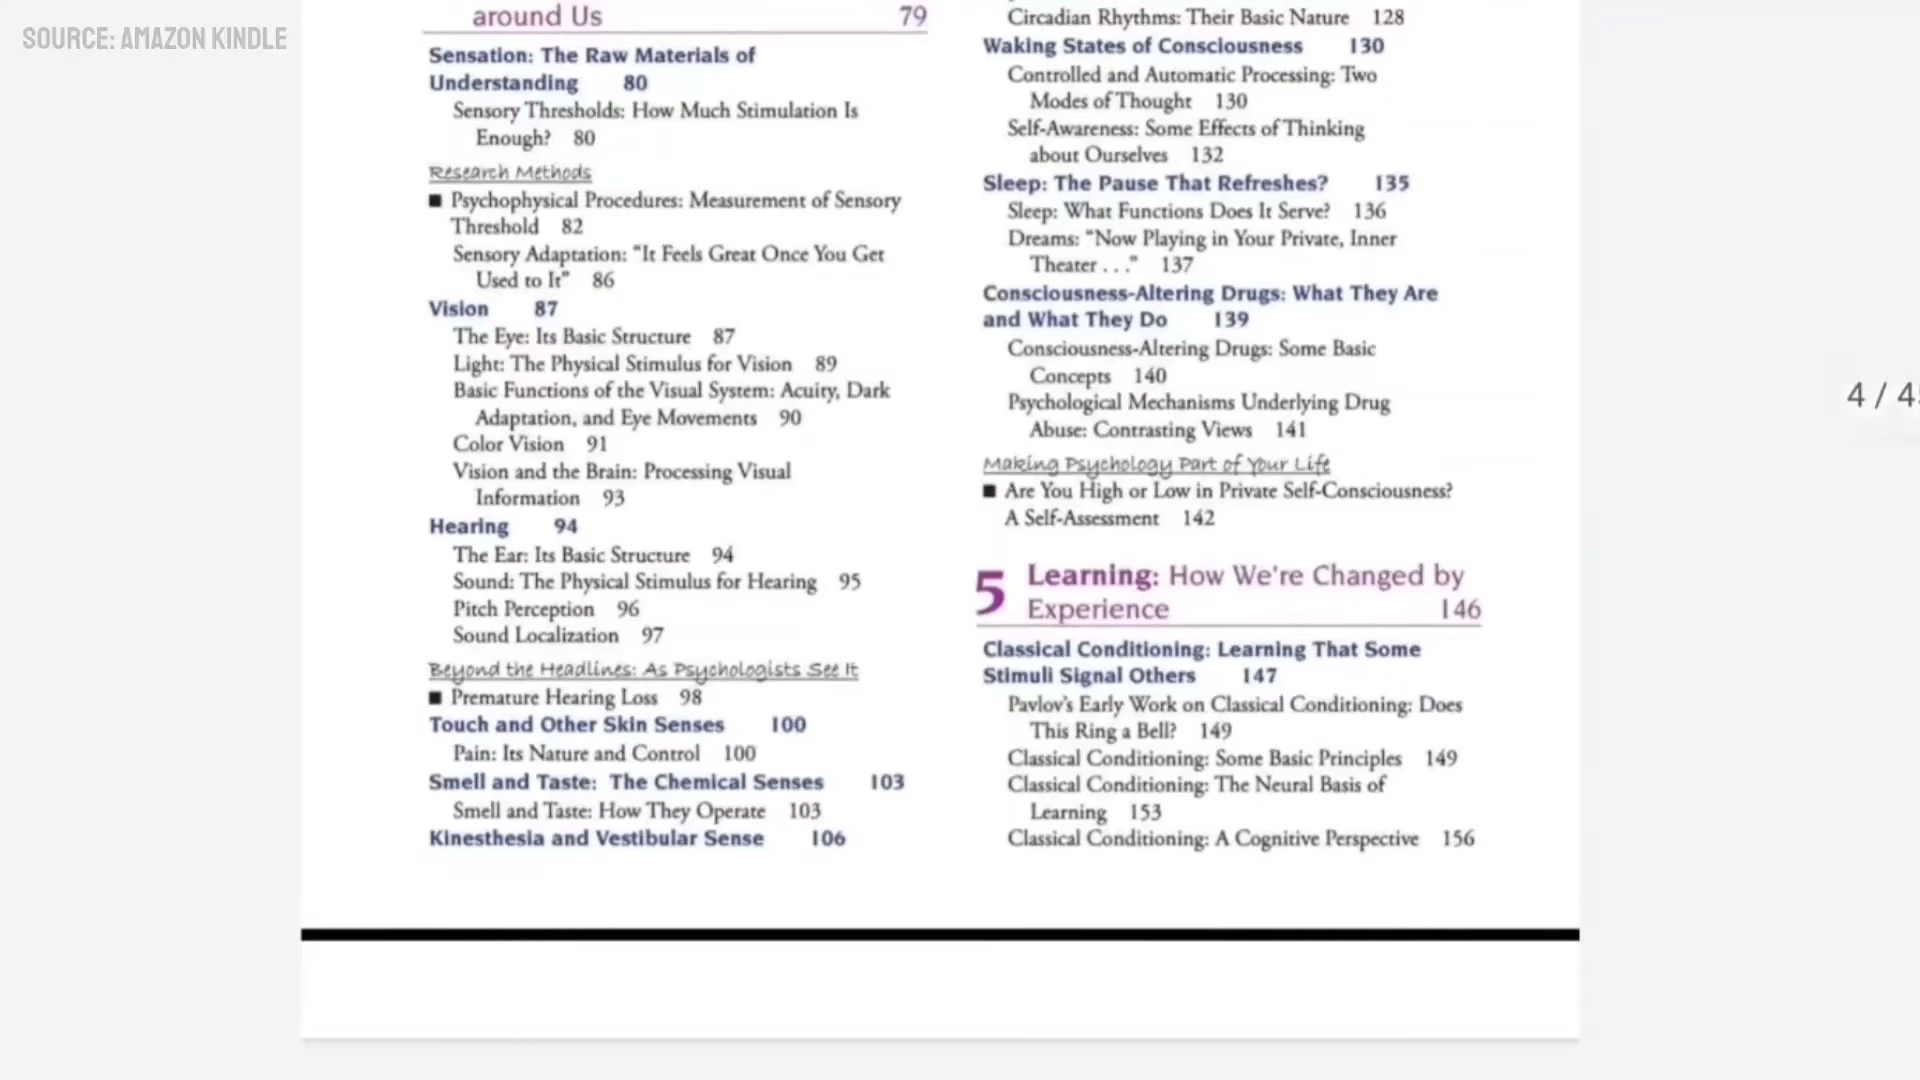 SOURCE: AMAZON KINDLE
around Us 79
Sensation: The Raw Materials of
Understanding 80
Sensory Thresholds: How Much Stimulation Is
Enough? 80
Research Methods
■ Psychophysical Procedures: Measurement of Sensory
Threshold 82
Sensory Adaptation: “It Feels Great Once You Get
Used to It” 86
Vision 87
The Eye: Its Basic Structure 87
Light: The Physical Stimulus for Vision 89
Basic Functions of the Visual System: Acuity, Dark
Adaptation, and Eye Movements 90
Color Vision 91
Vision and the Brain: Processing Visual
Information 93
Hearing 94
The Ear: Its Basic Structure 94
Sound: The Physical Stimulus for Hearing 95
Pitch Perception 96
Sound Localization 97
Beyond the Headlines: As Psychologists See It
■ Premature Hearing Loss 98
Touch and Other Skin Senses 100
Pain: Its Nature and Control 100
Smell and Taste: The Chemical Senses 103
Smell and Taste: How They Operate 103
Kinesthesia and Vestibular Sense 106
Circadian Rhythms: Their Basic Nature 128
Waking States of Consciousness 130
Controlled and Automatic Processing: Two
Modes of Thought 130
Self-Awareness: Some Effects of Thinking
about Ourselves 132
Sleep: The Pause That Refreshes? 135
Sleep: What Functions Does It Serve? 136
Dreams: “Now Playing in Your Private, Inner
Theater . . .” 137
Consciousness-Altering Drugs: What They Are
and What They Do 139
Consciousness-Altering Drugs: Some Basic
Concepts 140
Psychological Mechanisms Underlying Drug
Abuse: Contrasting Views 141
Making Psychology Part of Your Life
■ Are You High or Low in Private Self-Consciousness?
A Self-Assessment 142
5 Learning: How We're Changed by
Experience 146
Classical Conditioning: Learning That Some
Stimuli Signal Others 147
Pavlov's Early Work on Classical Conditioning: Does
This Ring a Bell? 149
Classical Conditioning: Some Basic Principles 149
Classical Conditioning: The Neural Basis of
Learning 153
Classical Conditioning: A Cognitive Perspective 156
4 / 4